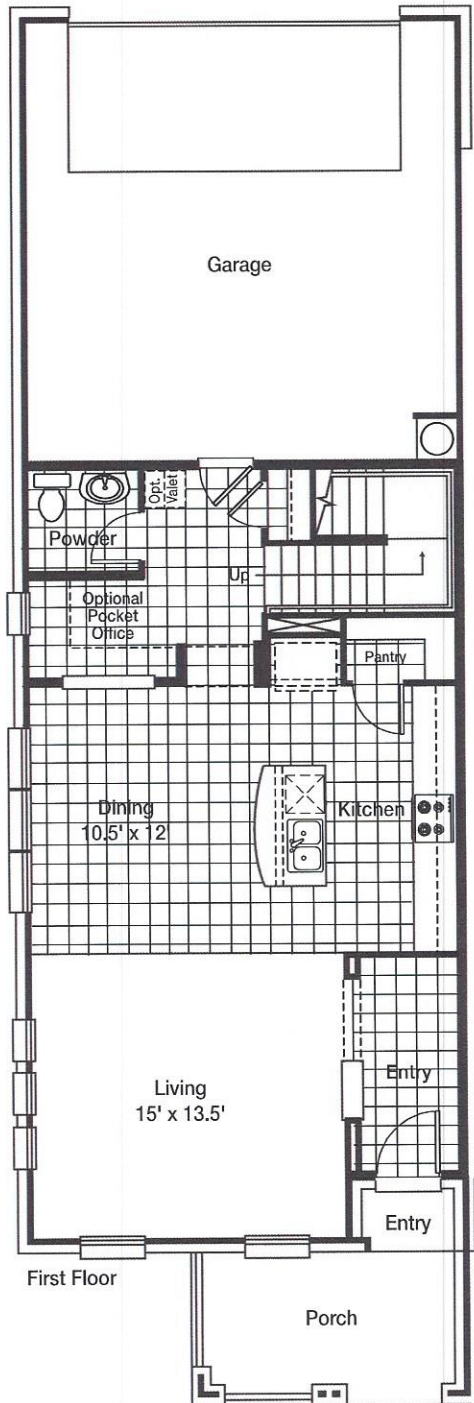 Garage
Opt.
Valet
Powder
Up
Optional
Pocket
Office
Pantry
Dining
10.5' x 12'
Kitchen
Living
15' x 13.5'
Entry
Entry
First Floor
Porch